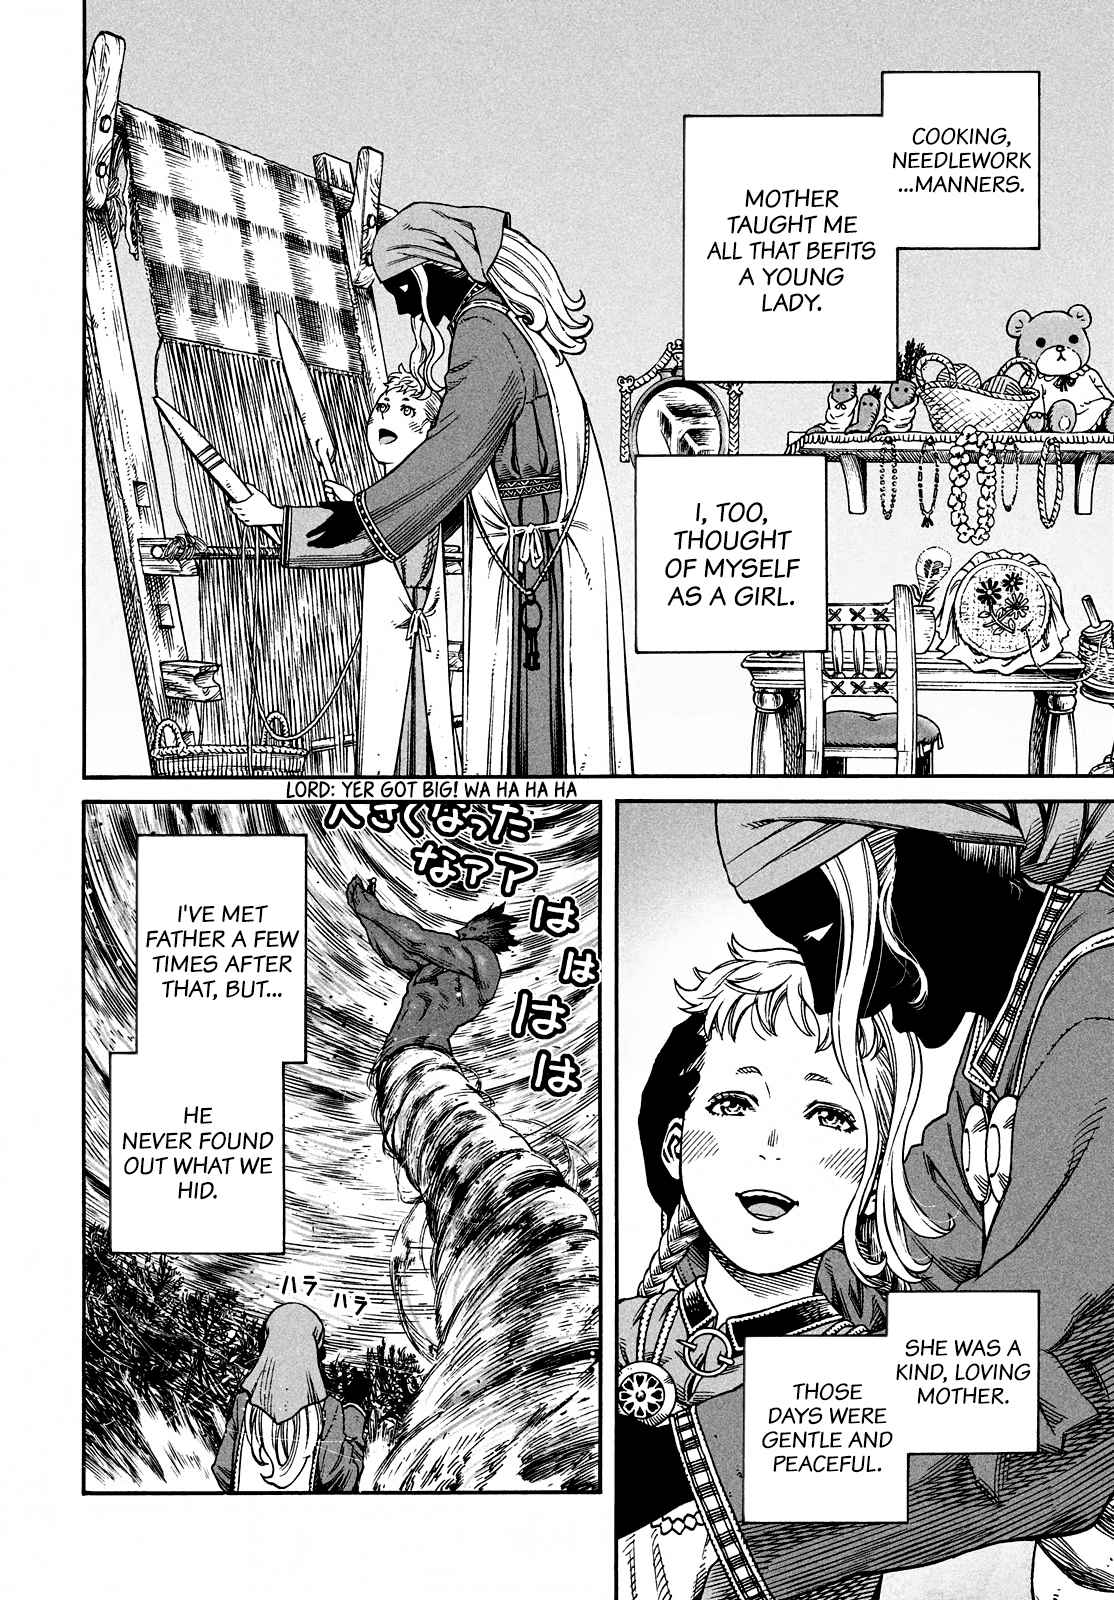 COOKING,
NEEDLEWORK
...MANNERS.
MOTHER
TAUGHT ME
ALL THAT BEFITS
A YOUNG
LADY.
I, TOO,
THOUGHT
OF MYSELF
AS A GIRL.
SHE WAS A
KIND, LOVING
MOTHER.
THOSE
DAYS WERE
GENTLE AND
PEACEFUL.
LORD: YER GOT BIG! WA HA HA HA
へきくなった
なァァ
はははは
I'VE MET
FATHER A FEW
TIMES AFTER
THAT, BUT...
HE
NEVER FOUND
OUT WHAT WE
HID.
ハラ
ハラ